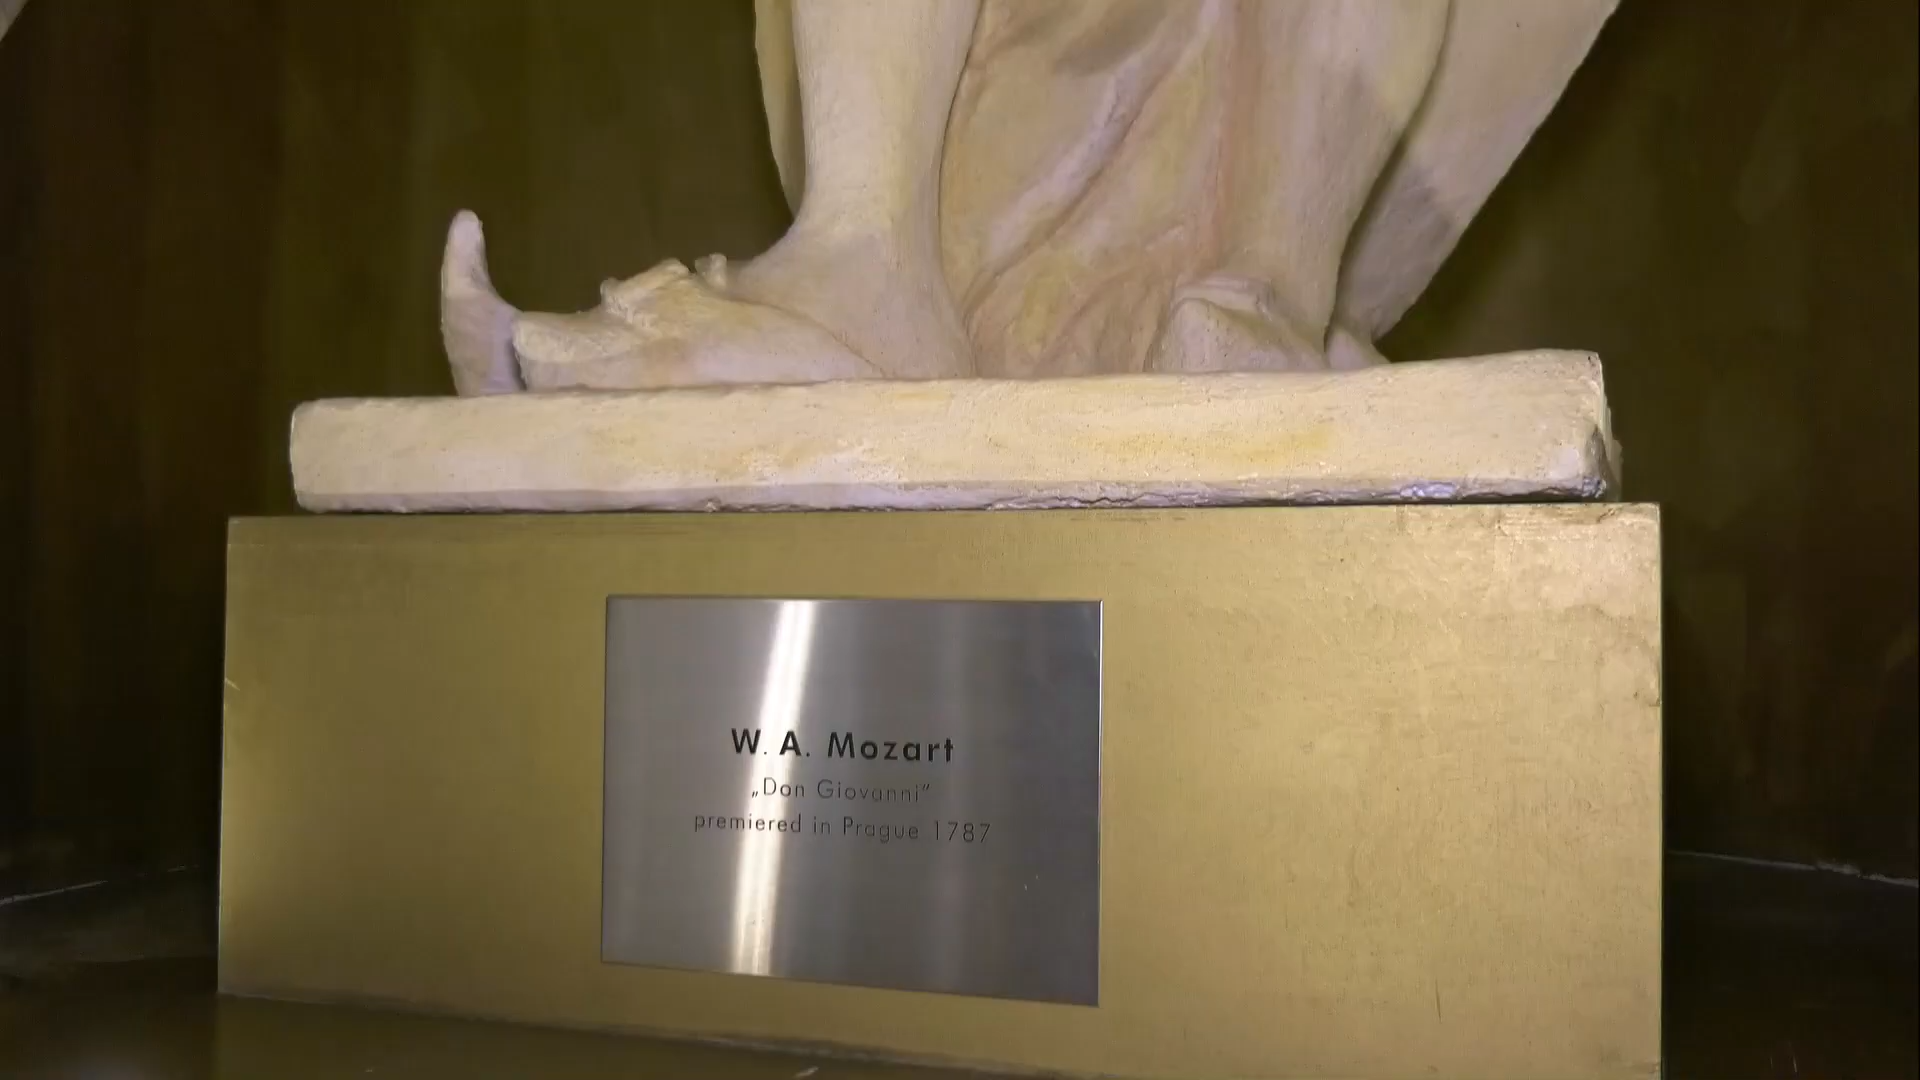 W. A. Mozart
„Don Giovanni”
premiered in Prague 1787